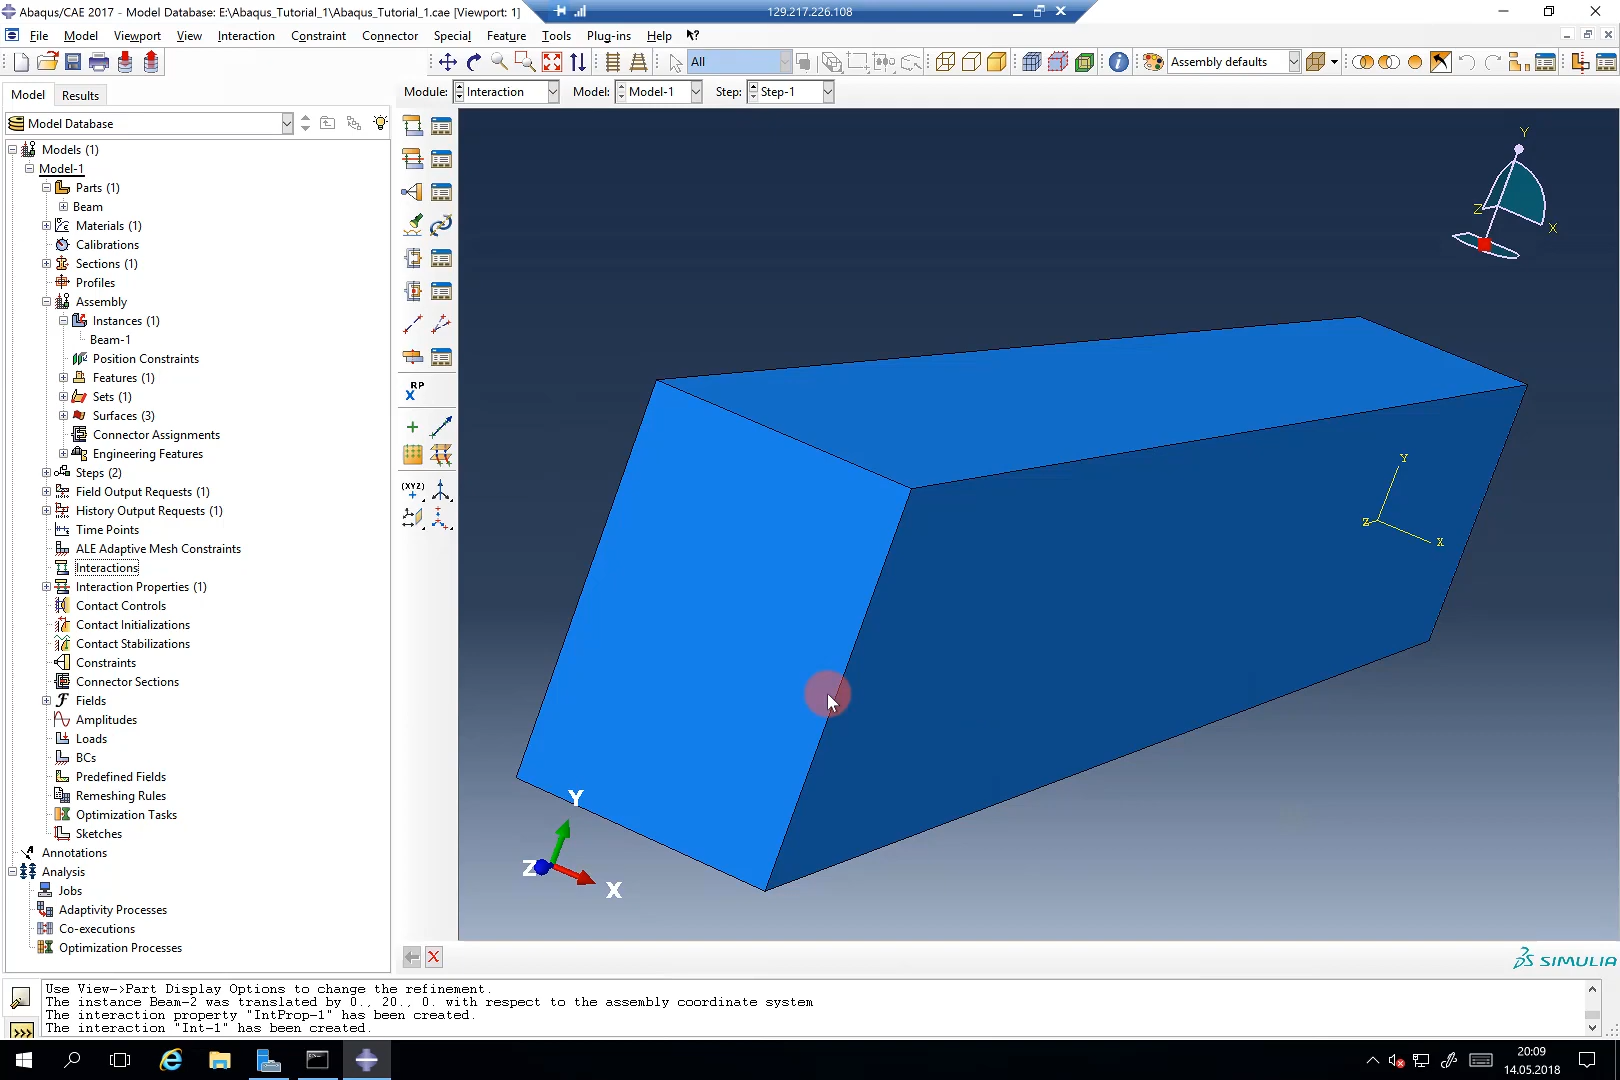 Abaqus/CAE 2017 - Model Database: E:\Abaqus_Tutorial_1\Abaqus_Tutorial_1.cae [Viewport: 1]
129.217.226.108
File Model Viewport View Interaction Constraint Connector Special Feature Tools Plug-ins Help
All
Assembly defaults
Model Results
Module: Interaction Model: Model-1 Step: Step-1
Model Database
Models (1)
Model-1
Parts (1)
Beam
Materials (1)
Calibrations
Sections (1)
Profiles
Assembly
Instances (1)
Beam-1
Position Constraints
Features (1)
Sets (1)
Surfaces (3)
Connector Assignments
Engineering Features
Steps (2)
Field Output Requests (1)
History Output Requests (1)
Time Points
ALE Adaptive Mesh Constraints
Interactions
Interaction Properties (1)
Contact Controls
Contact Initializations
Contact Stabilizations
Constraints
Connector Sections
Fields
Amplitudes
Loads
BCs
Predefined Fields
Remeshing Rules
Optimization Tasks
Sketches
Annotations
Analysis
Jobs
Adaptivity Processes
Co-executions
Optimization Processes
RP
X
(XYZ)
Y
Z
X
Y
Z
X
Y
Z
X
SIMULIA
Use View->Part Display Options to change the refinement.
The instance Beam-2 was translated by 0., 20., 0. with respect to the assembly coordinate system
The interaction property "IntProp-1" has been created.
The interaction "Int-1" has been created.
>>>
20:09
14.05.2018